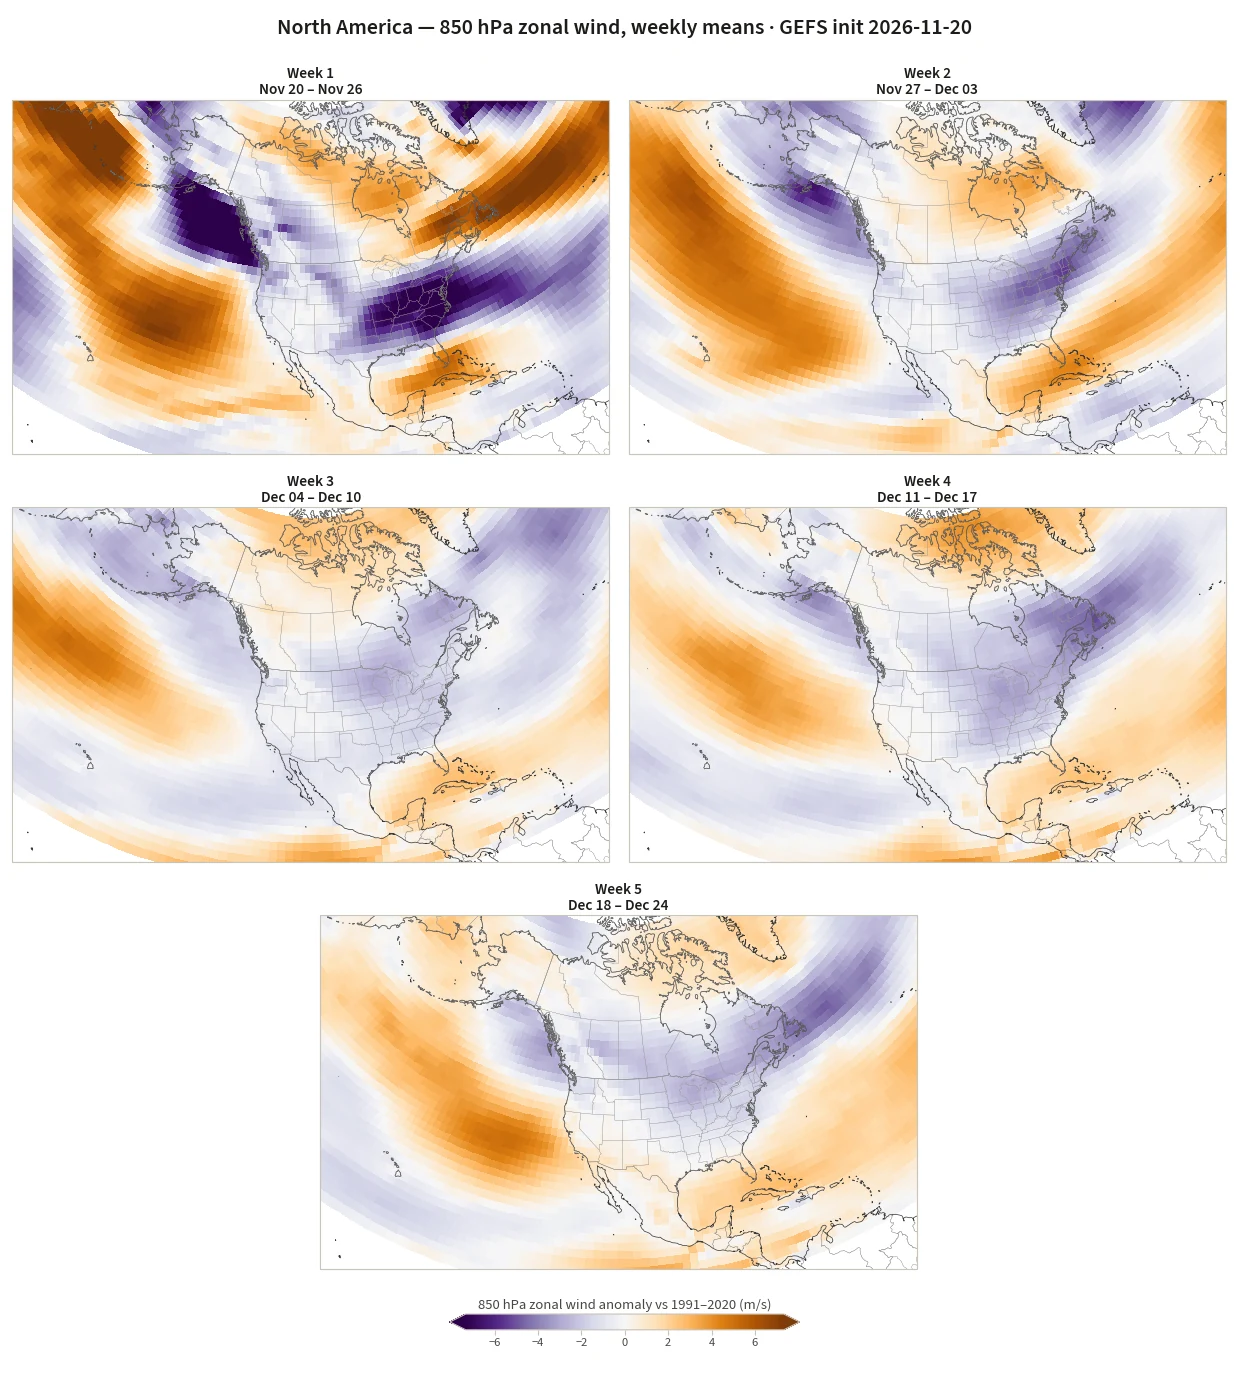 North America — 850 hPa zonal wind, weekly means · GEFS init 2026-11-20
Week 1
Nov 20 – Nov 26
Week 2
Nov 27 – Dec 03
Week 3
Dec 04 – Dec 10
Week 4
Dec 11 – Dec 17
Week 5
Dec 18 – Dec 24
850 hPa zonal wind anomaly vs 1991–2020 (m/s)
−6 −4 −2 0 2 4 6